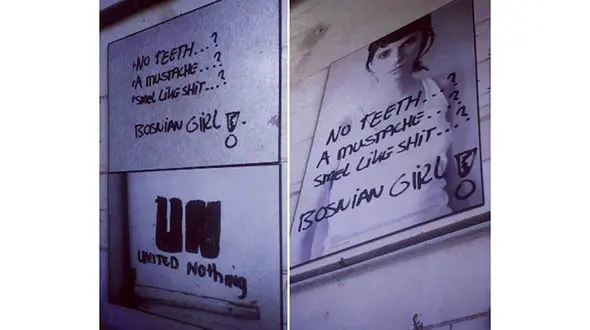 NO TEETH...?
A MUSTACHE...?
SMEL LIKE SHIT...?
BOSNIAN GIRL!
UN
UNITED NOTHING
NO TEETH...?
A MUSTACHE...?
SMEL LIKE SHIT...?
BOSNIAN GIRL!